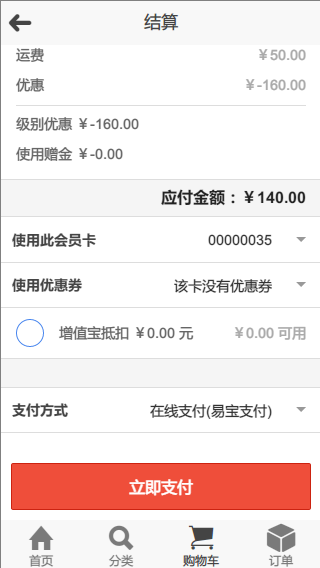 结算
运费 ￥50.00
优惠 ￥-160.00
级别优惠 ￥-160.00
使用赠金 ￥-0.00
应付金额：￥140.00
使用此会员卡 00000035
使用优惠券 该卡没有优惠券
增值宝抵扣 ￥0.00 元 ￥0.00 可用
支付方式 在线支付(易宝支付)
立即支付
首页 分类 购物车 订单